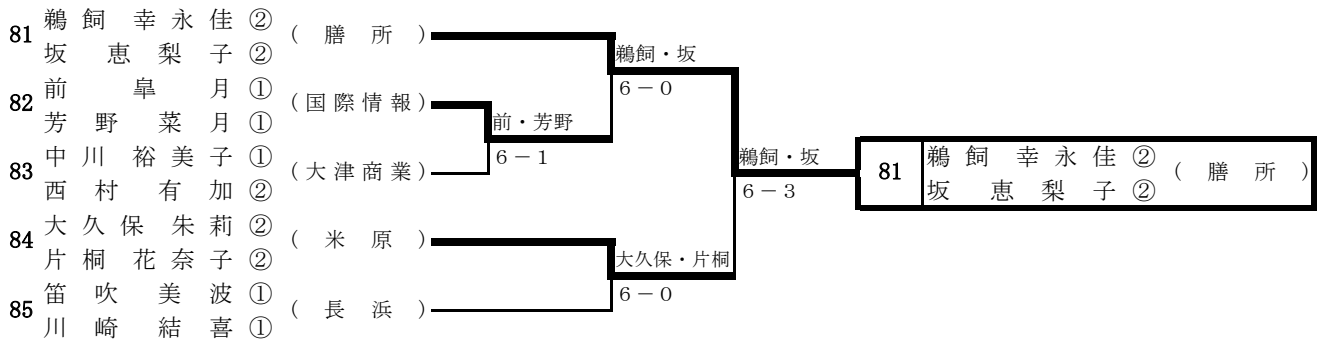 81 鵜飼 幸永佳 ② (膳所)
坂 恵梨子 ②
82 前 皐月 ① (国際情報)
芳野 菜月 ①
83 中川 裕美子 ① (大津商業)
西村 有加 ②
84 大久保 朱莉 ② (米原)
片桐 花奈子 ②
85 笛吹 美波 ① (長浜)
川崎 結喜 ①
前・芳野
6-1
鵜飼・坂
6-0
大久保・片桐
6-0
鵜飼・坂
6-3
81 鵜飼 幸永佳 ② (膳所)
坂 恵梨子 ②